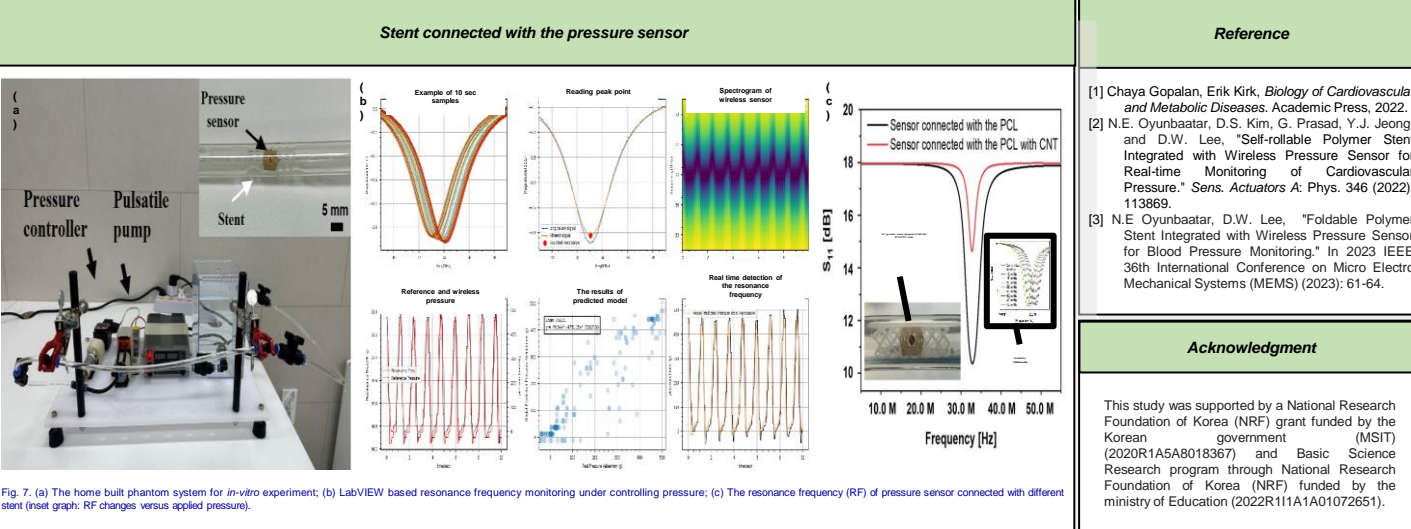 Stent connected with the pressure sensor
(
a
)
Pressure
sensor
Stent
5 mm
Pressure
controller
Pulsatile
pump
(
b
)
Example of 10 sec
samples
Reading peak point
Spectrogram of
wireless sensor
Reference and wireless
pressure
The results of
predicted model
Real time detection of
the resonance
frequency
(
c
)
Sensor connected with the PCL
Sensor connected with the PCL with CNT
S11 [dB]
20
18
16
14
12
10
10.0 M 20.0 M 30.0 M 40.0 M 50.0 M
Frequency [Hz]
Fig. 7. (a) The home built phantom system for in-vitro experiment; (b) LabVIEW based resonance frequency monitoring under controlling pressure; (c) The resonance frequency (RF) of pressure sensor connected with different
stent (inset graph: RF changes versus applied pressure).
Reference
[1] Chaya Gopalan, Erik Kirk, Biology of Cardiovascula
and Metabolic Diseases. Academic Press, 2022.
[2] N.E. Oyunbaatar, D.S. Kim, G. Prasad, Y.J. Jeong
and D.W. Lee, "Self-rollable Polymer Stent
Integrated with Wireless Pressure Sensor for
Real-time Monitoring of Cardiovascular
Pressure." Sens. Actuators A: Phys. 346 (2022)
113869.
[3] N.E Oyunbaatar, D.W. Lee, "Foldable Polymer
Stent Integrated with Wireless Pressure Sensor
for Blood Pressure Monitoring." In 2023 IEEE
36th International Conference on Micro Electro
Mechanical Systems (MEMS) (2023): 61-64.
Acknowledgment
This study was supported by a National Research
Foundation of Korea (NRF) grant funded by the
Korean government (MSIT)
(2020R1A5A8018367) and Basic Science
Research program through National Research
Foundation of Korea (NRF) funded by the
ministry of Education (2022R1I1A1A01072651).